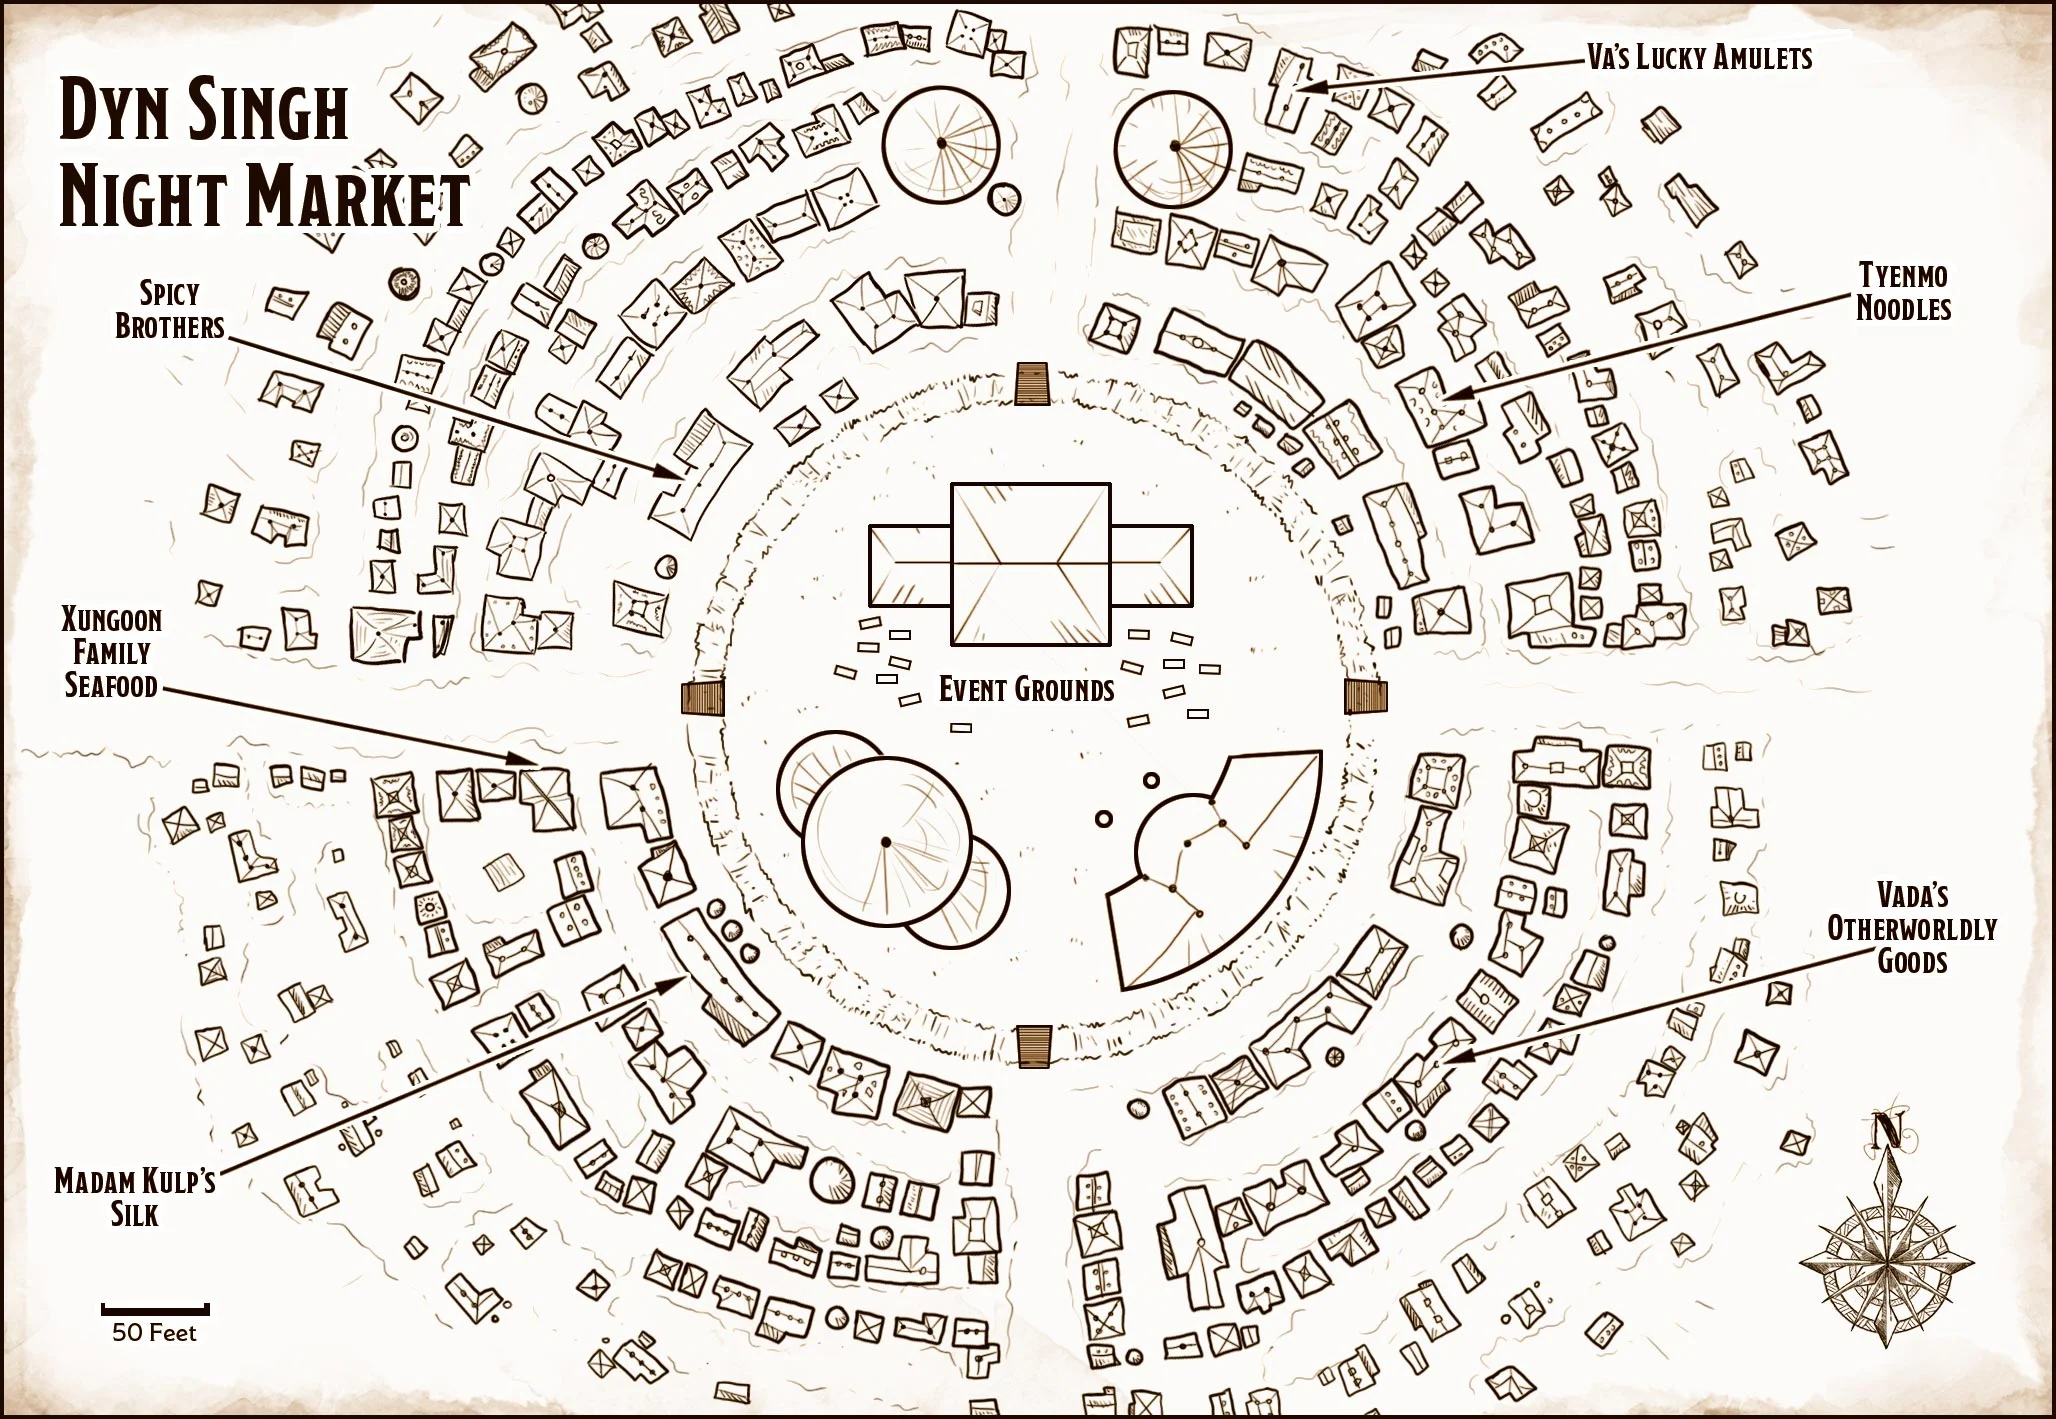 Dyn Singh
Night Market
Va's Lucky Amulets
Spicy
Brothers
Tyenmo
Noodles
Xungoon
Family
Seafood
Event Grounds
Vada's
Otherworldly
Goods
Madam Kulp's
Silk
N
50 Feet